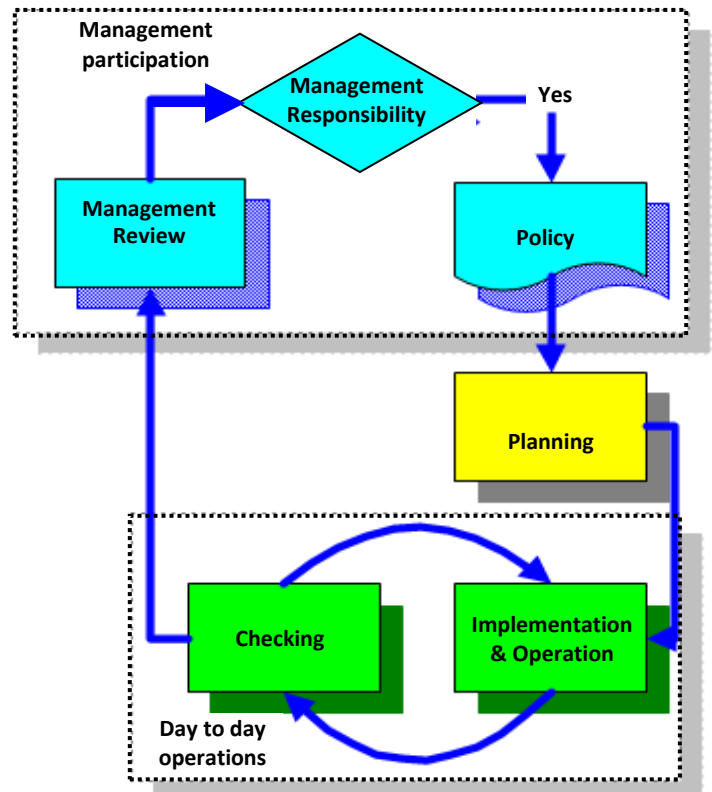 Management
participation
Management
Responsibility
Yes
Management
Review
Policy
Planning
Checking
Implementation
& Operation
Day to day
operations